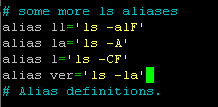 # some more ls aliases
alias ll='ls -alF'
alias la='ls -A'
alias l='ls -CF'
alias ver='ls -la'
# Alias definitions.